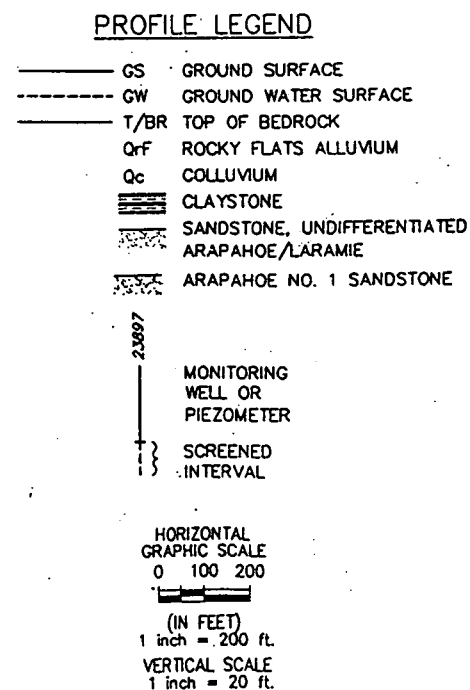 PROFILE LEGEND
GS GROUND SURFACE
GW GROUND WATER SURFACE
T/BR TOP OF BEDROCK
QrF ROCKY FLATS ALLUVIUM
Qc COLLUVIUM
CLAYSTONE
SANDSTONE, UNDIFFERENTIATED
ARAPAHOE/LARAMIE
ARAPAHOE NO. 1 SANDSTONE
23897
MONITORING
WELL OR
PIEZOMETER
SCREENED
INTERVAL
HORIZONTAL
GRAPHIC SCALE
0 100 200
(IN FEET)
1 inch = 200 ft.
VERTICAL SCALE
1 inch = 20 ft.